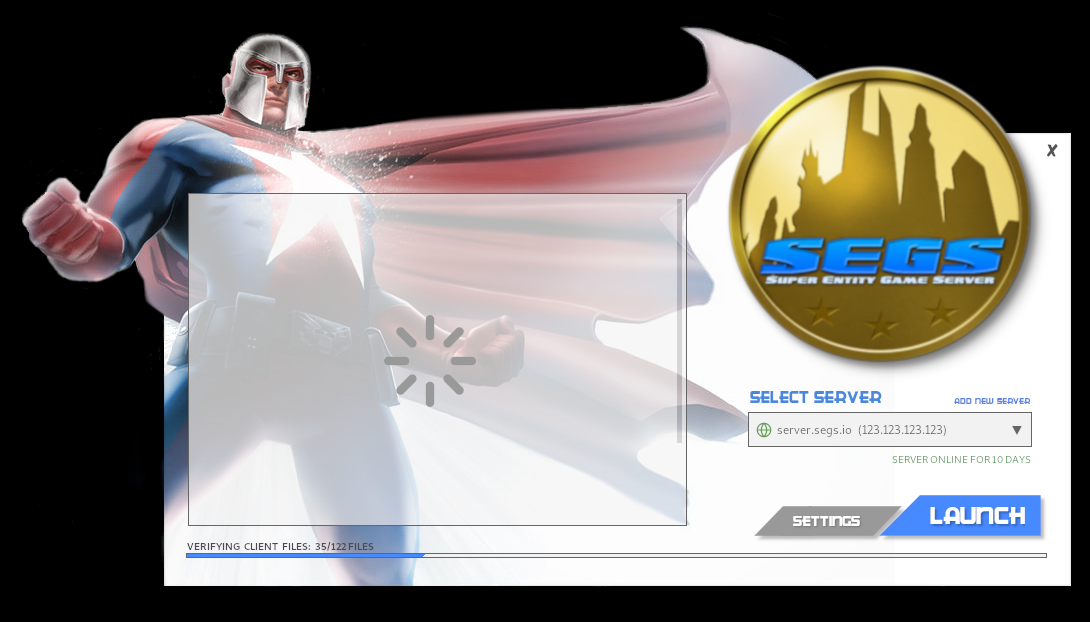 X
SEGS
SUPER ENTITY GAME SERVER
SELECT SERVER
ADD NEW SERVER
server.segs.io (123.123.123.123)
SERVER ONLINE FOR 10 DAYS
SETTINGS
LAUNCH
VERIFYING CLIENT FILES: 35/122 FILES